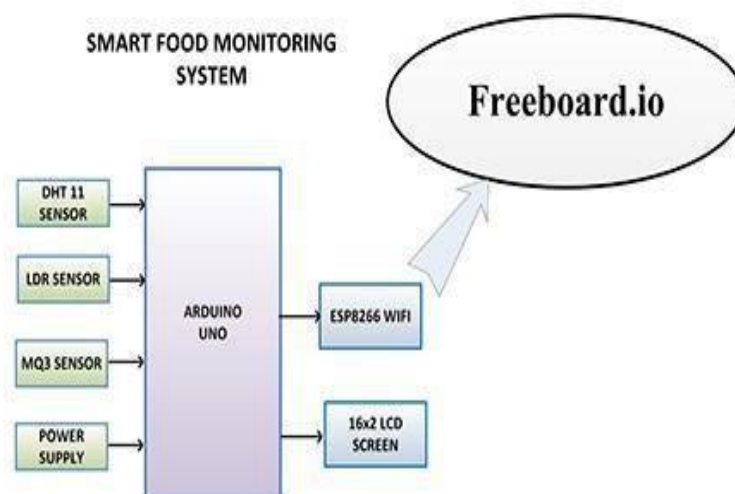 SMART FOOD MONITORING
SYSTEM
Freeboard.io
DHT 11
SENSOR
LDR SENSOR
MQ3 SENSOR
POWER
SUPPLY
ARDUINO
UNO
ESP8266 WIFI
16x2 LCD
SCREEN